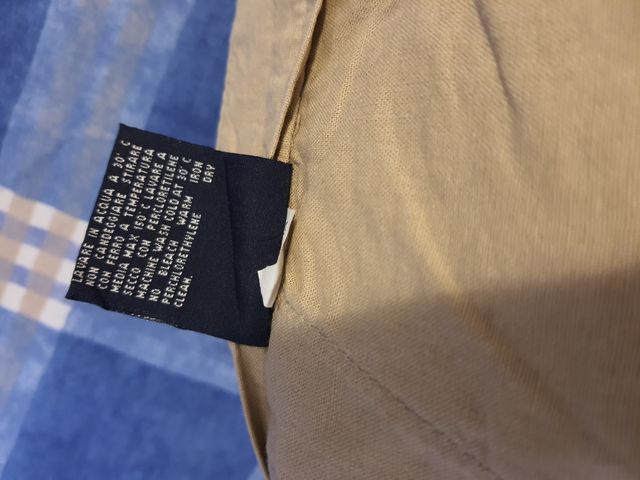 LAVARE IN ACQUA A 30° C
NON CANDEGGIARE STIRARE
CON FERRO A TEMPERATURA
MEDIA MAX 150°C LAVARE A
SECCO CON PERCLORETILENE
MACHINE WASH COLD AT 30° C
NO BLEACH WARM IRON
PERCHLORETHYLENE DRY
CLEAN.